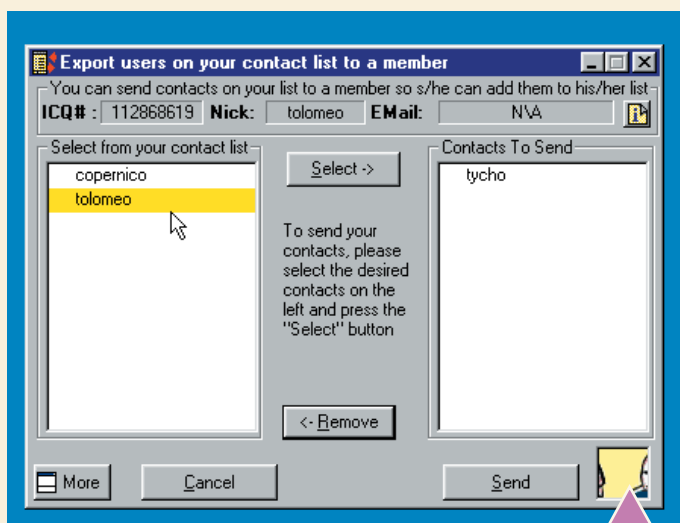 Export users on your contact list to a member
You can send contacts on your list to a member so s/he can add them to his/her list
ICQ# : 112868619 Nick: tolomeo EMail: N\A
Select from your contact list
copernico
tolomeo
Select ->
To send your
contacts, please
select the desired
contacts on the
left and press the
"Select" button
<- Remove
Contacts To Send
tycho
More
Cancel
Send